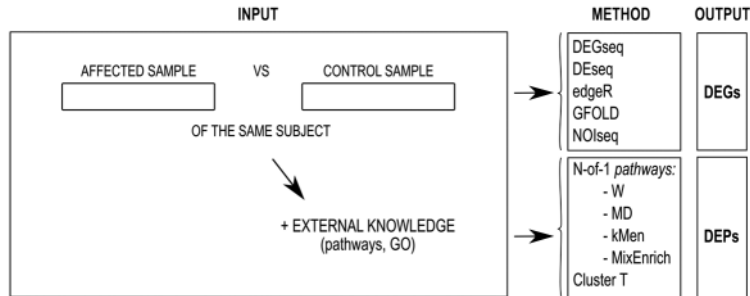 INPUT
METHOD
OUTPUT
AFFECTED SAMPLE VS CONTROL SAMPLE
OF THE SAME SUBJECT
+ EXTERNAL KNOWLEDGE
(pathways, GO)
DEGseq
DEseq
edgeR
GFOLD
NOIseq
DEGs
N-of-1 pathways:
- W
- MD
- kMen
- MixEnrich
Cluster T
DEPs